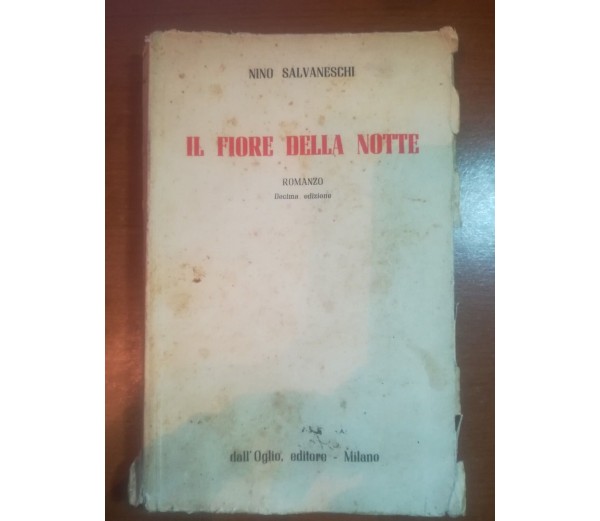 NINO SALVANESCHI
IL FIORE DELLA NOTTE
ROMANZO
Decima edizione
dall'Oglio, editore - Milano